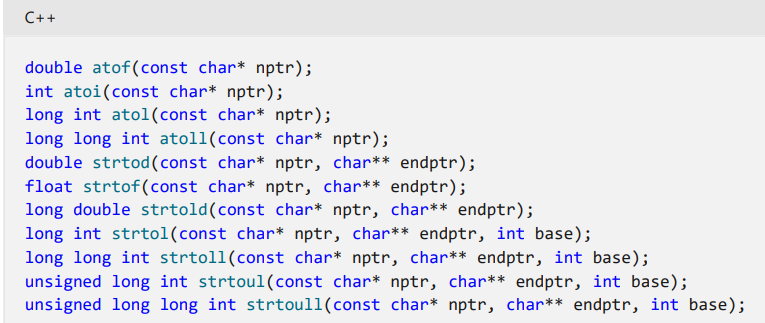 C++
double atof(const char* nptr);
int atoi(const char* nptr);
long int atol(const char* nptr);
long long int atoll(const char* nptr);
double strtod(const char* nptr, char** endptr);
float strtof(const char* nptr, char** endptr);
long double strtold(const char* nptr, char** endptr);
long int strtol(const char* nptr, char** endptr, int base);
long long int strtoll(const char* nptr, char** endptr, int base);
unsigned long int strtoul(const char* nptr, char** endptr, int base);
unsigned long long int strtoull(const char* nptr, char** endptr, int base);